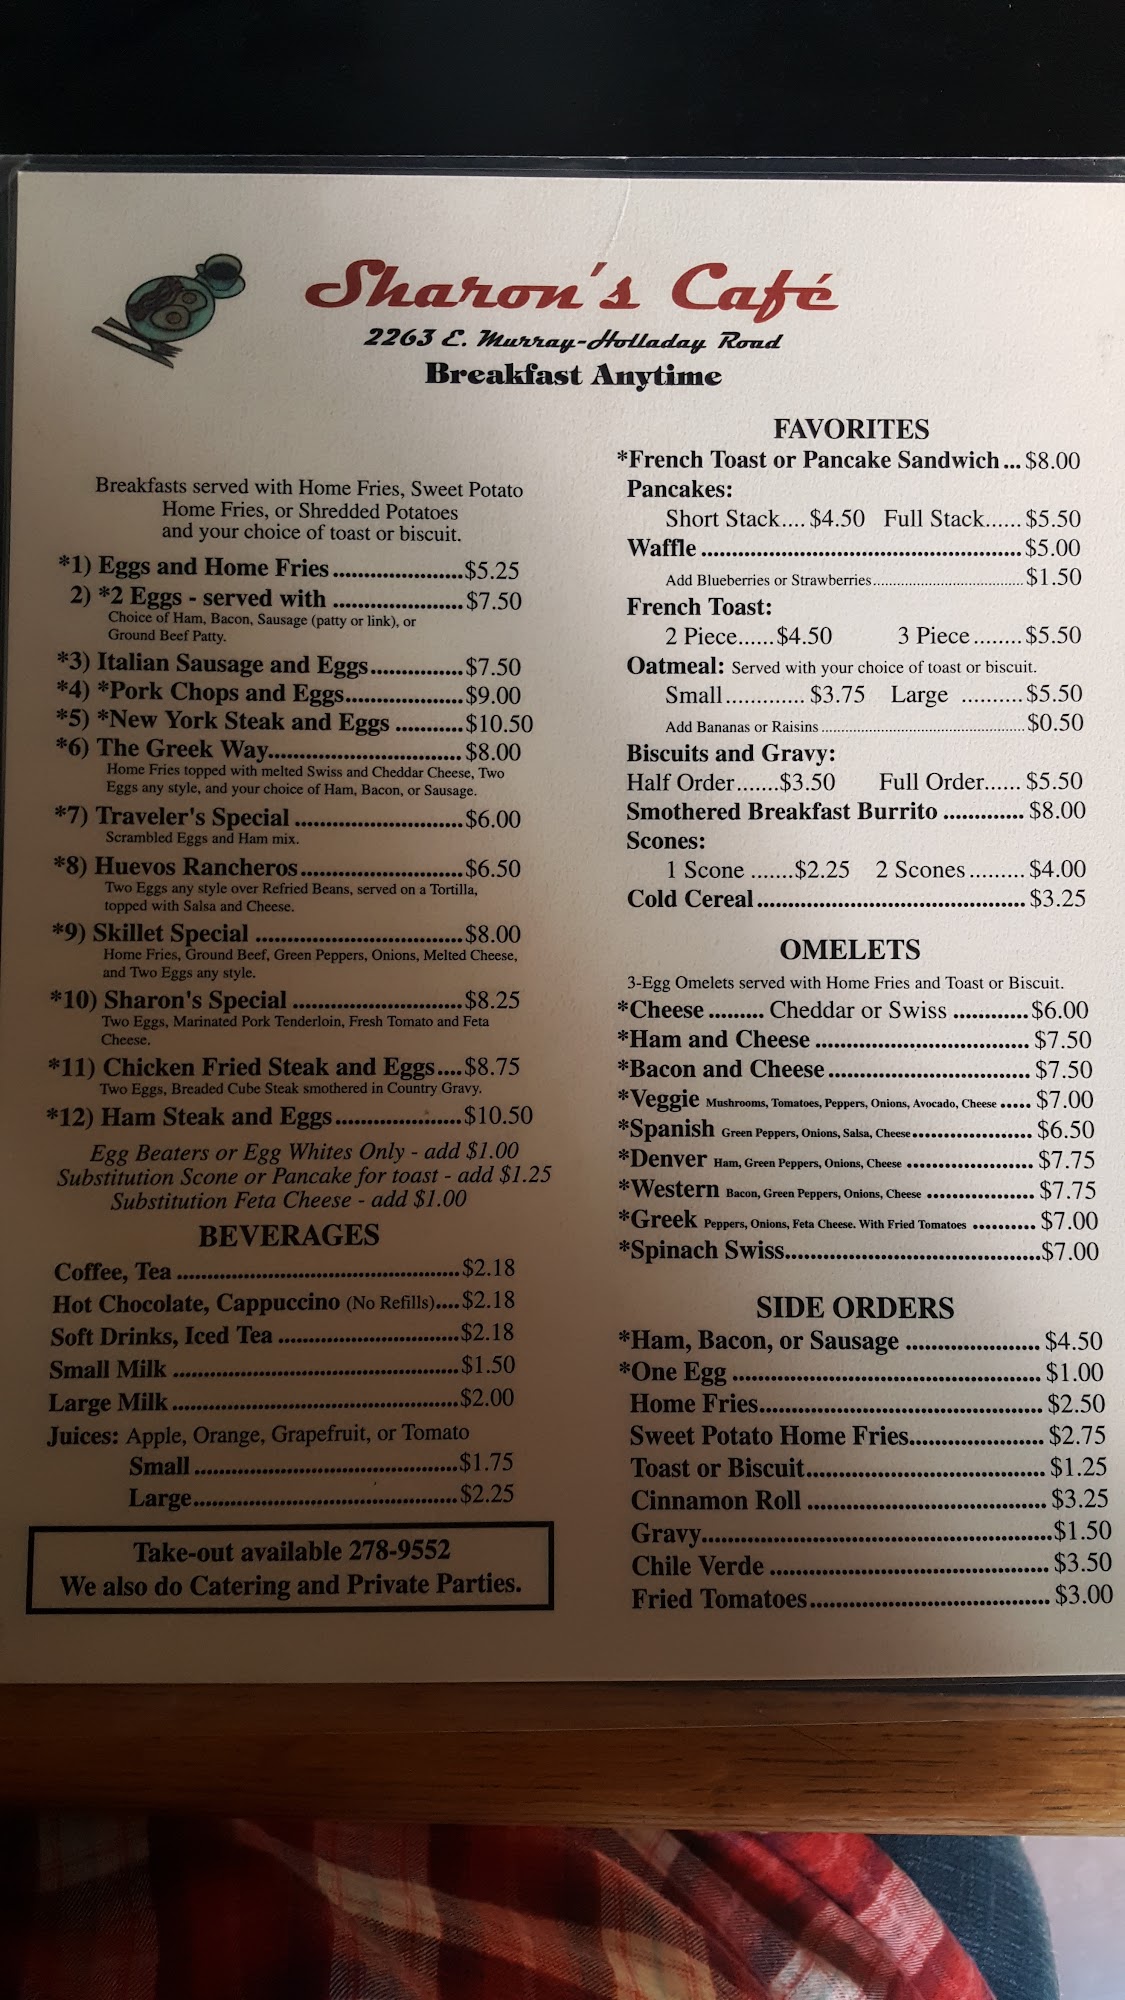 Sharon's Café
2263 E. Murray-Holladay Road
Breakfast Anytime
Breakfasts served with Home Fries, Sweet Potato
Home Fries, or Shredded Potatoes
and your choice of toast or biscuit.
*1) Eggs and Home Fries......................$5.25
2) *2 Eggs - served with ......................$7.50
Choice of Ham, Bacon, Sausage (patty or link), or
Ground Beef Patty.
*3) Italian Sausage and Eggs...............$7.50
*4) *Pork Chops and Eggs....................$9.00
*5) *New York Steak and Eggs ...........$10.50
*6) The Greek Way................................$8.00
Home Fries topped with melted Swiss and Cheddar Cheese, Two
Eggs any style, and your choice of Ham, Bacon, or Sausage.
*7) Traveler's Special ............................$6.00
Scrambled Eggs and Ham mix.
*8) Huevos Rancheros...........................$6.50
Two Eggs any style over Refried Beans, served on a Tortilla,
topped with Salsa and Cheese.
*9) Skillet Special ...................................$8.00
Home Fries, Ground Beef, Green Peppers, Onions, Melted Cheese,
and Two Eggs any style.
*10) Sharon's Special ............................$8.25
Two Eggs, Marinated Pork Tenderloin, Fresh Tomato and Feta
Cheese.
*11) Chicken Fried Steak and Eggs....$8.75
Two Eggs, Breaded Cube Steak smothered in Country Gravy.
*12) Ham Steak and Eggs.....................$10.50
Egg Beaters or Egg Whites Only - add $1.00
Substitution Scone or Pancake for toast - add $1.25
Substitution Feta Cheese - add $1.00
BEVERAGES
Coffee, Tea ...............................................$2.18
Hot Chocolate, Cappuccino (No Refills)....$2.18
Soft Drinks, Iced Tea ..............................$2.18
Small Milk ................................................$1.50
Large Milk ................................................$2.00
Juices: Apple, Orange, Grapefruit, or Tomato
Small ............................................$1.75
Large............................................$2.25
Take-out available 278-9552
We also do Catering and Private Parties.
FAVORITES
*French Toast or Pancake Sandwich ... $8.00
Pancakes:
Short Stack.... $4.50 Full Stack...... $5.50
Waffle ..................................................... $5.00
Add Blueberries or Strawberries..................................... $1.50
French Toast:
2 Piece...... $4.50 3 Piece ........ $5.50
Oatmeal: Served with your choice of toast or biscuit.
Small............. $3.75 Large .......... $5.50
Add Bananas or Raisins .................................................. $0.50
Biscuits and Gravy:
Half Order.......$3.50 Full Order...... $5.50
Smothered Breakfast Burrito ............. $8.00
Scones:
1 Scone .......$2.25 2 Scones ......... $4.00
Cold Cereal ............................................ $3.25
OMELETS
3-Egg Omelets served with Home Fries and Toast or Biscuit.
*Cheese ......... Cheddar or Swiss ............ $6.00
*Ham and Cheese .................................. $7.50
*Bacon and Cheese ................................ $7.50
*Veggie Mushrooms, Tomatoes, Peppers, Onions, Avocado, Cheese ..... $7.00
*Spanish Green Peppers, Onions, Salsa, Cheese.................... $6.50
*Denver Ham, Green Peppers, Onions, Cheese ..................... $7.75
*Western Bacon, Green Peppers, Onions, Cheese .................. $7.75
*Greek Peppers, Onions, Feta Cheese. With Fried Tomatoes .......... $7.00
*Spinach Swiss.........................................$7.00
SIDE ORDERS
*Ham, Bacon, or Sausage ...................... $4.50
*One Egg .................................................. $1.00
Home Fries.............................................. $2.50
Sweet Potato Home Fries...................... $2.75
Toast or Biscuit....................................... $1.25
Cinnamon Roll ....................................... $3.25
Gravy........................................................$1.50
Chile Verde ............................................. $3.50
Fried Tomatoes....................................... $3.00